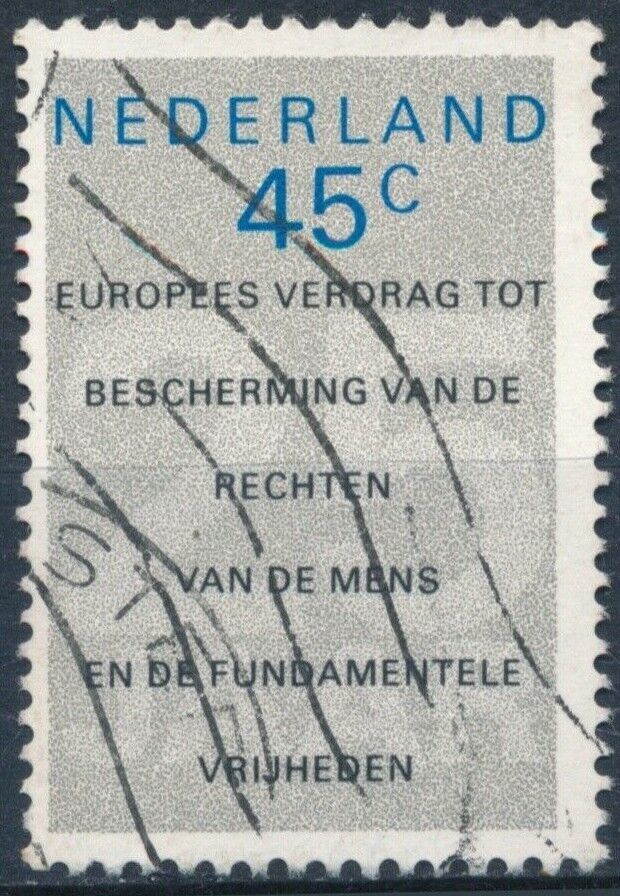 NEDERLAND
45C
EUROPEES VERDRAG TOT
BESCHERMING VAN DE
RECHTEN
VAN DE MENS
EN DE FUNDAMENTELE
VRIJHEDEN